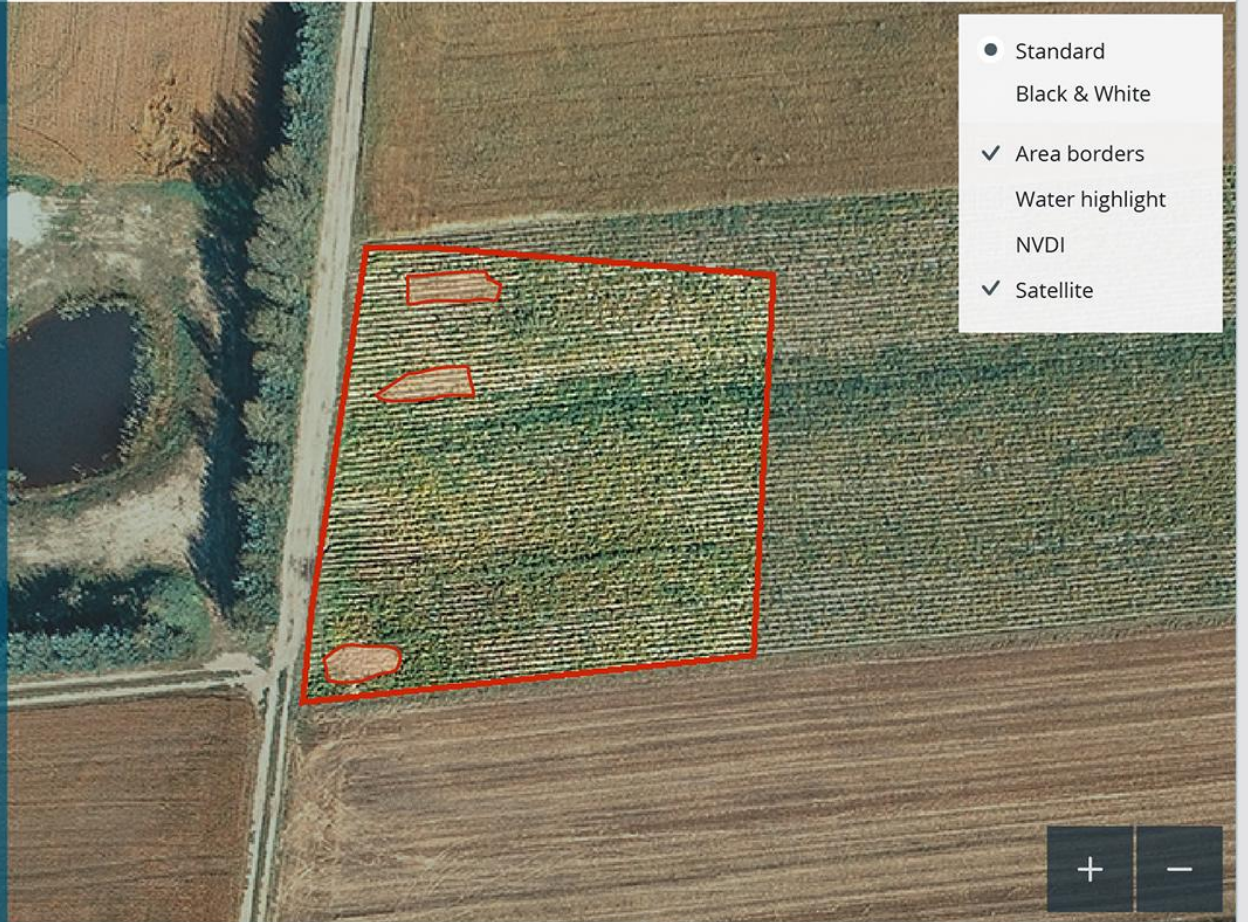 Standard
Black & White
Area borders
Water highlight
NVDI
Satellite